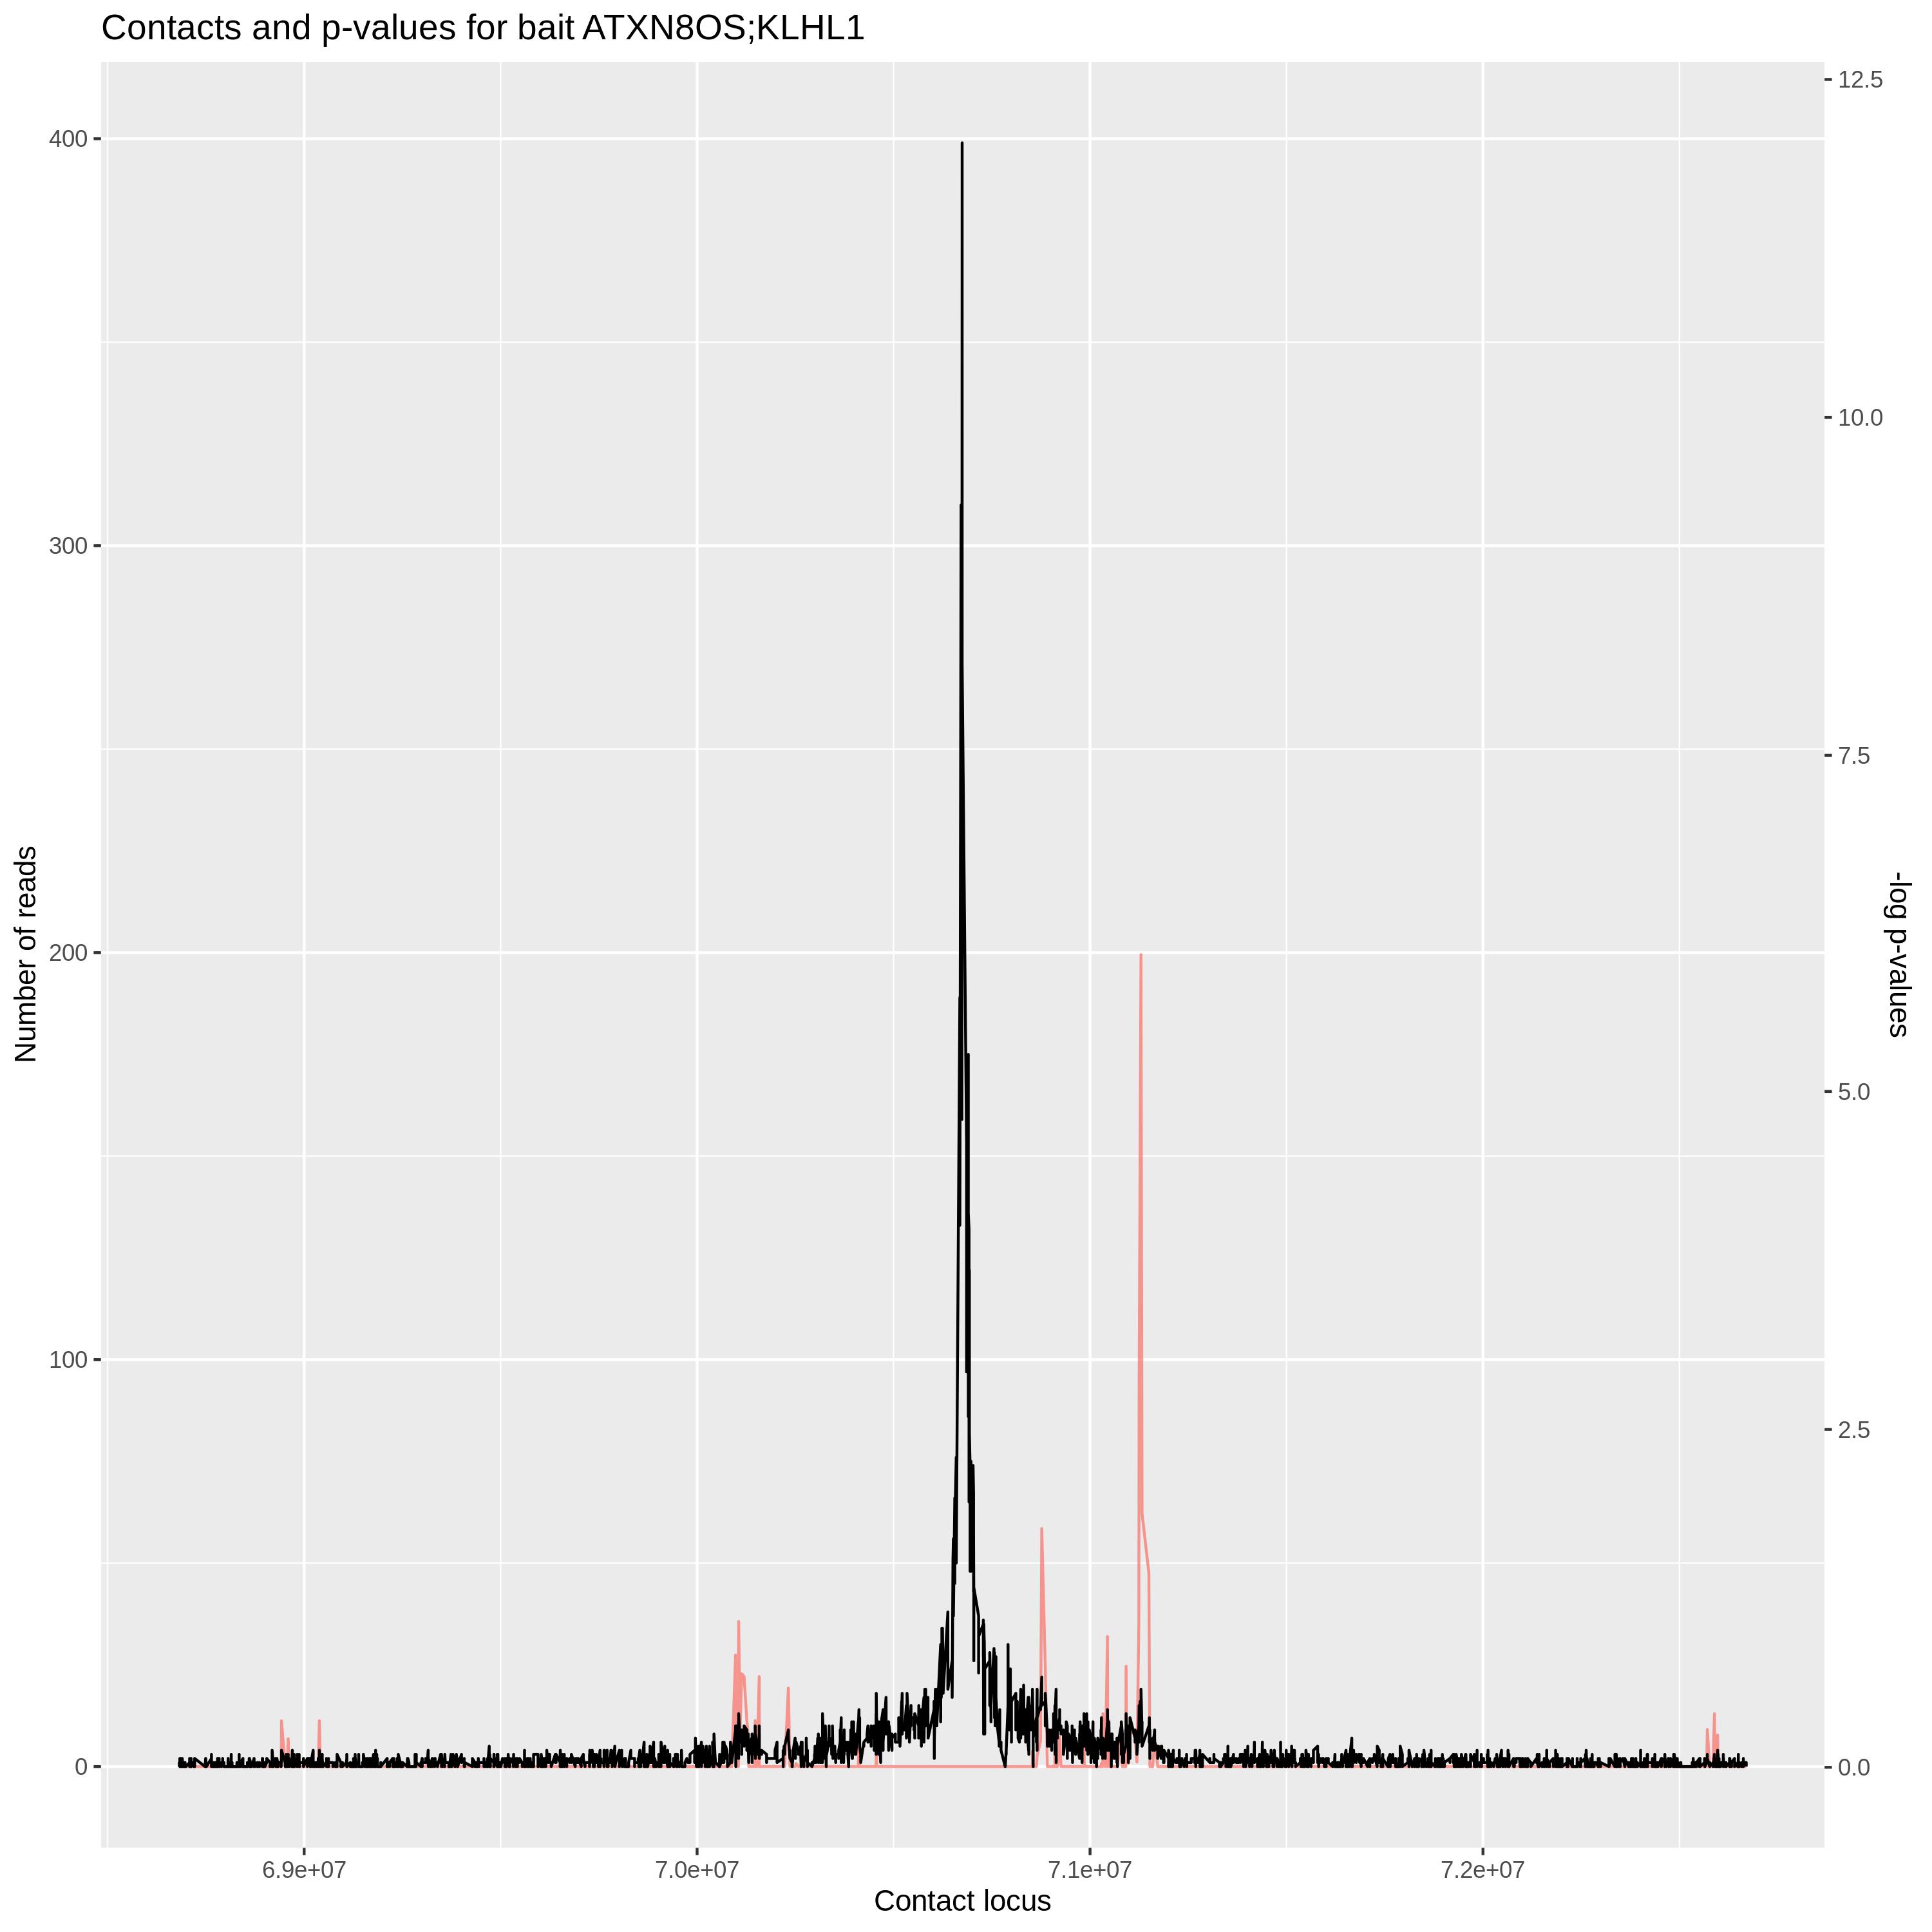 Contacts and p-values for bait ATXN8OS;KLHL1
400
300
200
100
0
12.5
10.0
7.5
5.0
2.5
0.0
Number of reads
-log p-values
6.9e+07
7.0e+07
7.1e+07
7.2e+07
Contact locus